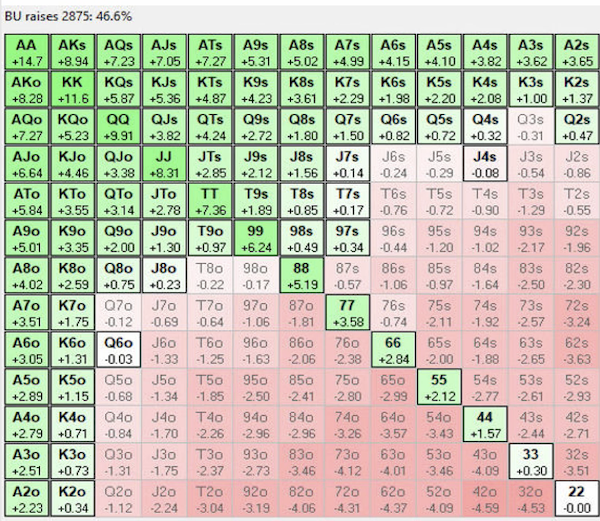 BU raises 2875: 46.6%
AA AKs AQs AJs ATs A9s A8s A7s A6s A5s A4s A3s A2s
+14.7 +8.94 +7.23 +7.05 +7.27 +5.31 +5.02 +4.99 +4.15 +4.10 +3.82 +3.62 +3.65
AKo KK KQs KJs KTs K9s K8s K7s K6s K5s K4s K3s K2s
+8.28 +11.6 +5.87 +5.36 +4.87 +4.23 +3.61 +2.29 +1.98 +2.20 +2.08 +1.00 +1.37
AQo KQo QQ QJs QTs Q9s Q8s Q7s Q6s Q5s Q4s Q3s Q2s
+7.27 +5.23 +9.91 +3.82 +4.24 +2.72 +1.80 +1.50 +0.82 +0.72 +0.32 -0.31 +0.47
AJo KJo QJo JJ JTs J9s J8s J7s J6s J5s J4s J3s J2s
+6.64 +4.46 +3.38 +8.31 +2.85 +2.12 +1.56 +0.14 -0.24 -0.29 -0.08 -0.54 -0.86
ATo KTo QTo JTo TT T9s T8s T7s T6s T5s T4s T3s T2s
+5.84 +3.55 +3.14 +2.78 +7.36 +1.89 +0.85 +0.17 -0.76 -0.72 -0.90 -1.29 -0.55
A9o K9o Q9o J9o T9o 99 98s 97s 96s 95s 94s 93s 92s
+5.01 +3.35 +2.00 +1.30 +0.97 +6.24 +0.49 +0.34 -0.44 -1.20 -1.02 -2.17 -1.96
A8o K8o Q8o J8o T8o 98o 88 87s 86s 85s 84s 83s 82s
+4.02 +2.59 +0.75 +0.23 -0.22 -0.17 +5.19 -0.57 -1.06 -0.97 -1.64 -2.50 -2.30
A7o K7o Q7o J7o T7o 97o 87o 77 76s 75s 74s 73s 72s
+3.51 +1.75 -0.12 -0.69 -0.64 -1.06 -1.81 +3.58 -0.74 -2.11 -1.92 -2.57 -3.24
A6o K6o Q6o J6o T6o 96o 86o 76o 66 65s 64s 63s 62s
+3.05 +1.31 -0.03 -1.33 -1.25 -1.63 -2.06 -2.38 +2.84 -2.00 -1.88 -2.65 -3.63
A5o K5o Q5o J5o T5o 95o 85o 75o 65o 55 54s 53s 52s
+2.89 +1.15 -0.68 -1.34 -1.85 -2.50 -2.41 -2.80 -2.99 +2.12 -2.77 -2.61 -2.93
A4o K4o Q4o J4o T4o 94o 84o 74o 64o 54o 44 43s 42s
+2.79 +0.71 -0.84 -1.70 -2.26 -2.96 -2.96 -3.26 -3.57 -3.43 +1.57 -2.44 -2.71
A3o K3o Q3o J3o T3o 93o 83o 73o 63o 53o 43o 33 32s
+2.51 +0.73 -1.31 -1.75 -2.37 -2.73 -3.46 -4.12 -4.01 -3.46 -4.09 +0.30 -3.51
A2o K2o Q2o J2o T2o 92o 82o 72o 62o 52o 42o 32o 22
+2.23 +0.34 -1.12 -2.24 -3.04 -3.19 -4.06 -4.31 -4.37 -4.09 -4.59 -4.53 -0.00